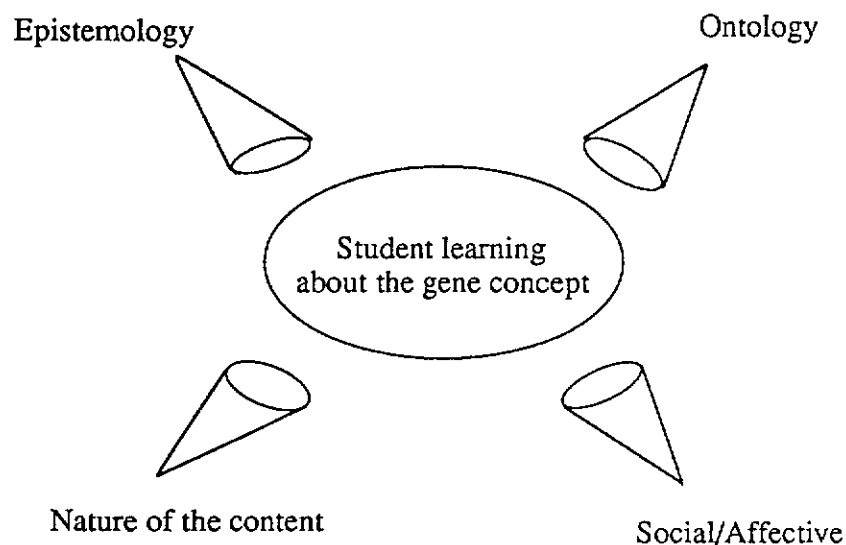 Epistemology
Ontology
Student learning
about the gene concept
Nature of the content
Social/Affective